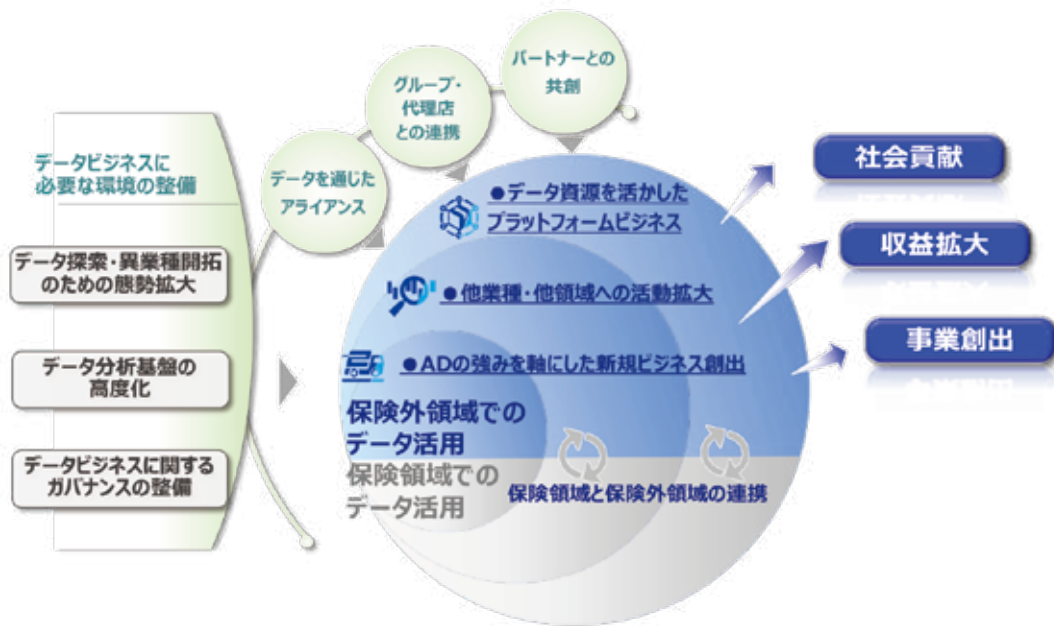 データビジネスに
必要な環境の整備
データ探索・異業種開拓
のための態勢拡大
データ分析基盤の
高度化
データビジネスに関する
ガバナンスの整備
データを通じた
アライアンス
グループ・
代理店
との連携
パートナーとの
共創
●データ資源を活かした
プラットフォームビジネス
●他業種・他領域への活動拡大
●ADの強みを軸にした新規ビジネス創出
保険外領域での
データ活用
保険領域での
データ活用
保険領域と保険外領域の連携
社会貢献
収益拡大
事業創出